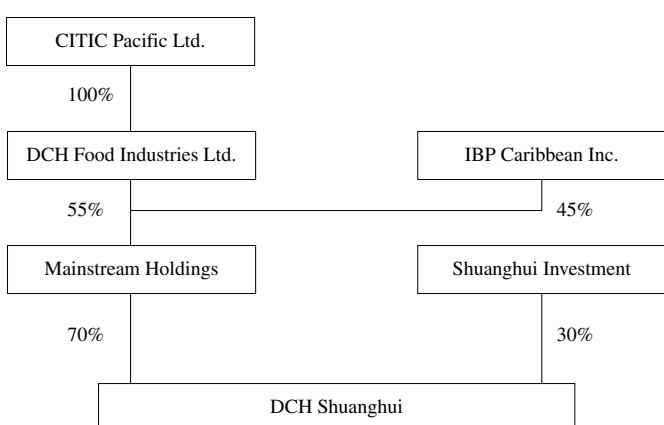 CITIC Pacific Ltd.
100%
DCH Food Industries Ltd.
IBP Caribbean Inc.
55%
45%
Mainstream Holdings
Shuanghui Investment
70%
30%
DCH Shuanghui